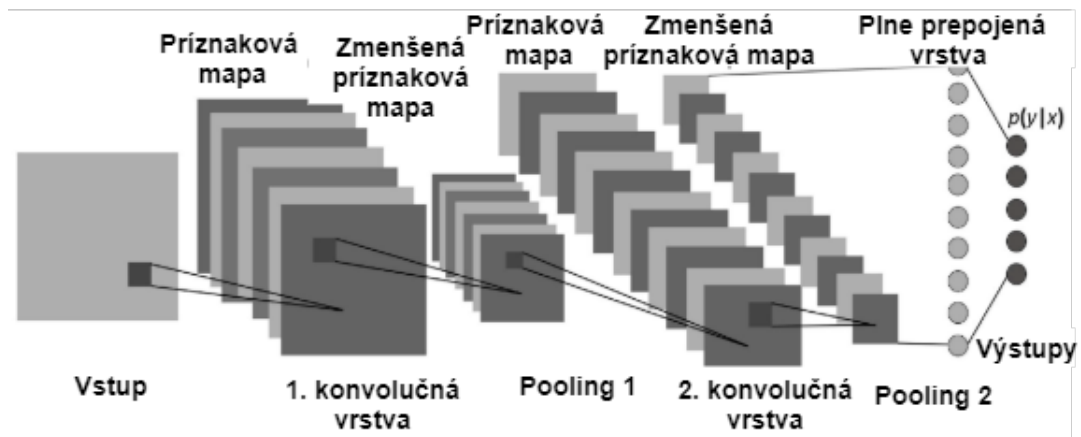 Príznaková
mapa
Zmenšená
príznaková
mapa
Príznaková
mapa
Zmenšená
príznaková mapa
Plne prepojená
vrstva
p(y|x)
Výstupy
Vstup
1. konvolučná
vrstva
Pooling 1
2. konvolučná
vrstva
Pooling 2